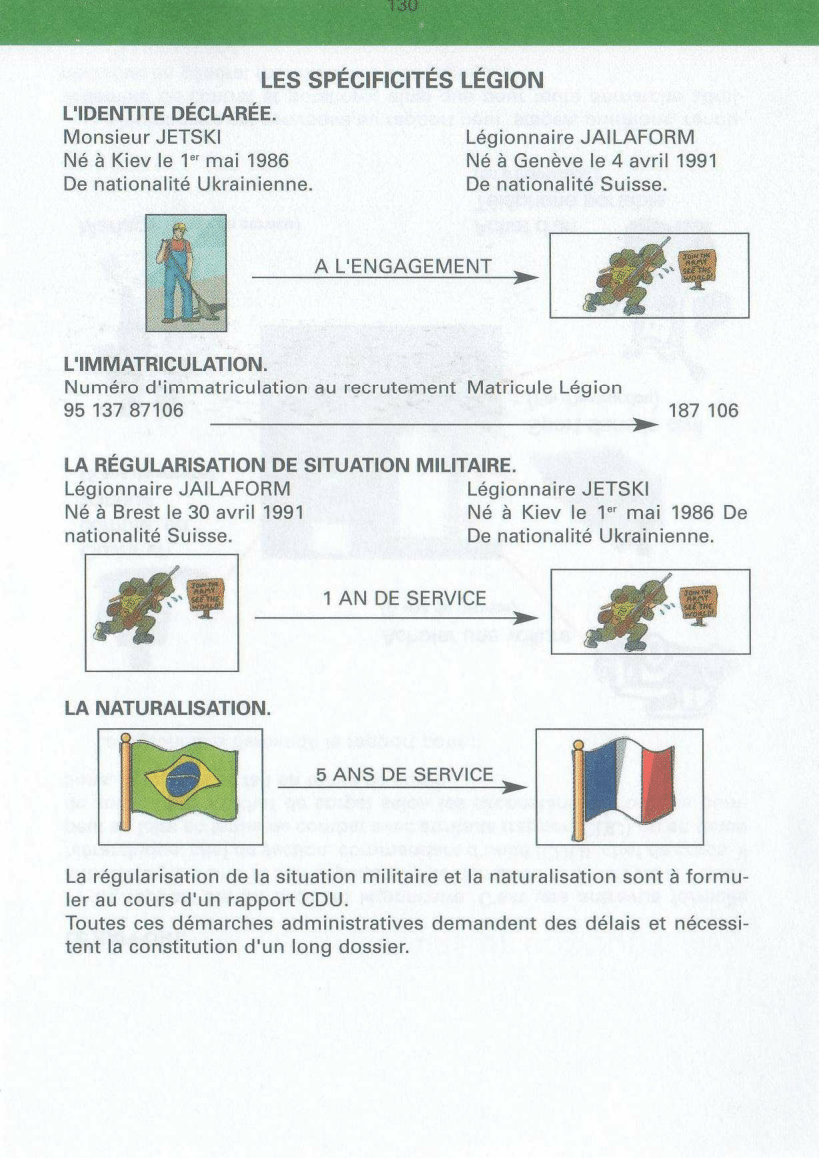 130
LES SPÉCIFICITÉS LÉGION
L'IDENTITE DÉCLARÉE.
Monsieur JETSKI
Né à Kiev le 1er mai 1986
De nationalité Ukrainienne.
Légionnaire JAILAFORM
Né à Genève le 4 avril 1991
De nationalité Suisse.
A L'ENGAGEMENT
JOIN THE
ARMY
SEE THE
WORLD!
L'IMMATRICULATION.
Numéro d'immatriculation au recrutement Matricule Légion
95 137 87106
187 106
LA RÉGULARISATION DE SITUATION MILITAIRE.
Légionnaire JAILAFORM
Né à Brest le 30 avril 1991
nationalité Suisse.
Légionnaire JETSKI
Né à Kiev le 1er mai 1986 De
De nationalité Ukrainienne.
JOIN THE
ARMY
SEE THE
WORLD!
1 AN DE SERVICE
JOIN THE
ARMY
SEE THE
WORLD!
LA NATURALISATION.
5 ANS DE SERVICE
La régularisation de la situation militaire et la naturalisation sont à formu-
ler au cours d'un rapport CDU.
Toutes ces démarches administratives demandent des délais et nécessi-
tent la constitution d'un long dossier.